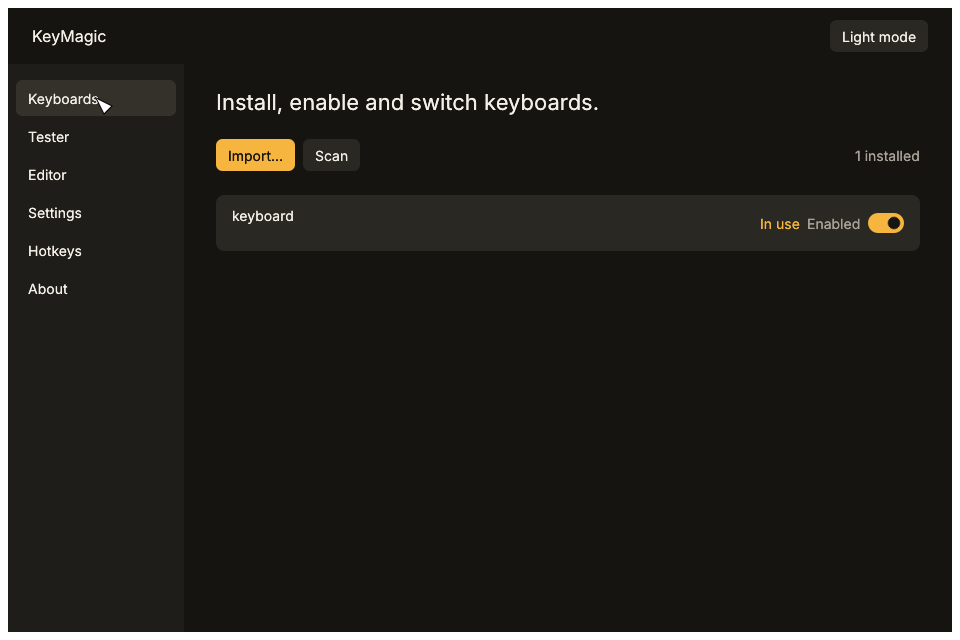 KeyMagic
Light mode
Keyboards
Tester
Editor
Settings
Hotkeys
About
Install, enable and switch keyboards.
Import... Scan 1 installed
keyboard
In use Enabled